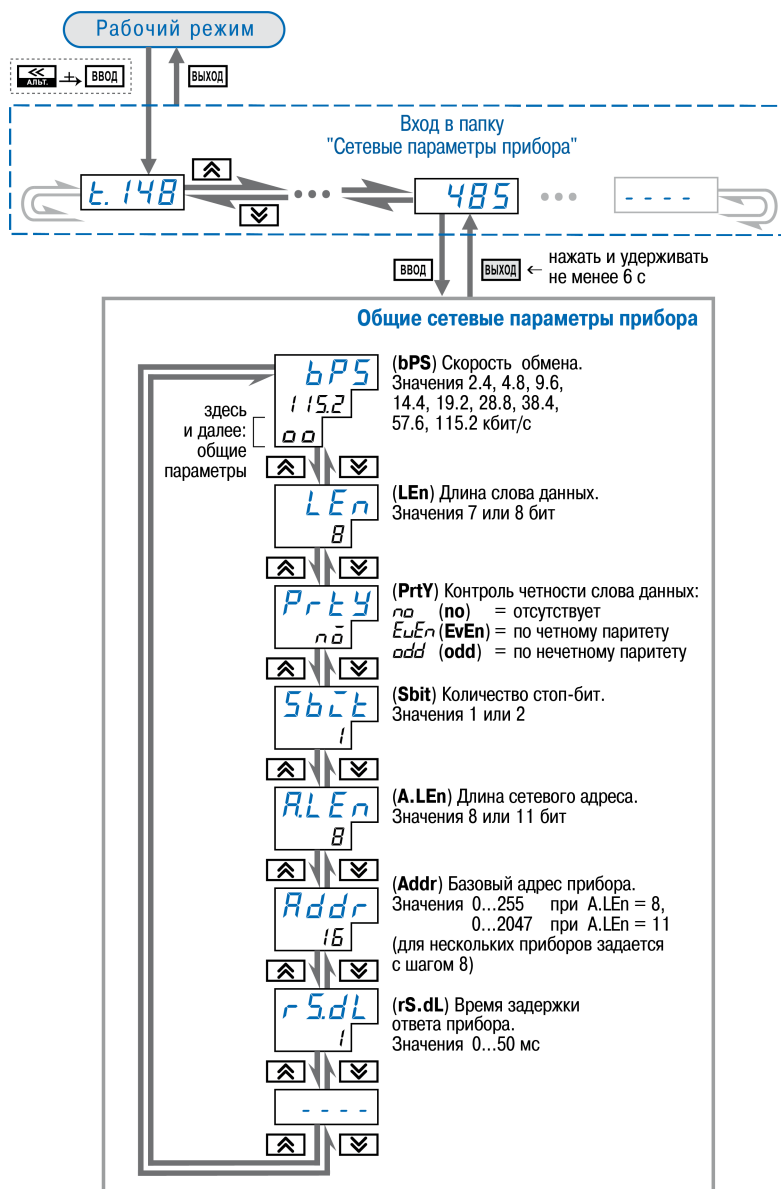 Рабочий режим
АЛЬТ.
ВВОД
ВЫХОД
Вход в папку
"Сетевые параметры прибора"
t.148
•••
485
•••
- - - -
ВВОД
ВЫХОД
← нажать и удерживать
не менее 6 с
Общие сетевые параметры прибора
bPS
115.2
oo
здесь
и далее:
общие
параметры
(bPS) Скорость обмена.
Значения 2.4, 4.8, 9.6,
14.4, 19.2, 28.8, 38.4,
57.6, 115.2 кбит/с
LEn
8
(LEn) Длина слова данных.
Значения 7 или 8 бит
PrtY
no
(PrtY) Контроль четности слова данных:
no (no) = отсутствует
EvEn (EvEn) = по четному паритету
odd (odd) = по нечетному паритету
Sbit
1
(Sbit) Количество стоп-бит.
Значения 1 или 2
A.LEn
8
(A.LEn) Длина сетевого адреса.
Значения 8 или 11 бит
Addr
16
(Addr) Базовый адрес прибора.
Значения 0...255 при A.LEn = 8,
0...2047 при A.LEn = 11
(для нескольких приборов задается
с шагом 8)
rS.dL
1
(rS.dL) Время задержки
ответа прибора.
Значения 0...50 мс
- - - -